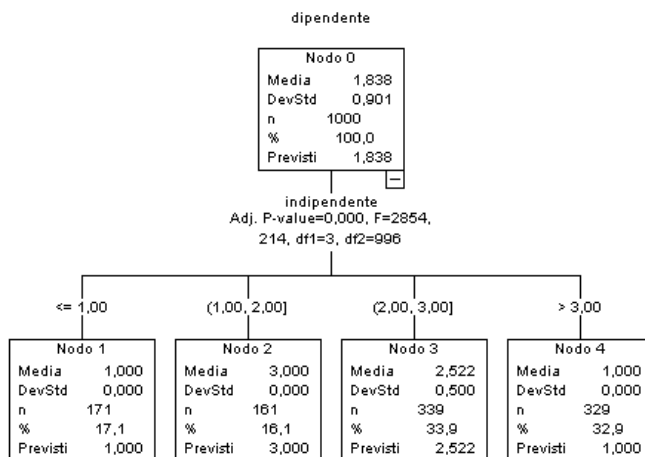 dipendente
Nodo 0
Media 1,838
DevStd 0,901
n 1000
% 100,0
Previsti 1,838
indipendente
Adj. P-value=0,000, F=2854,
214, df1=3, df2=996
<= 1,00 (1,00, 2,00] (2,00, 3,00] > 3,00
Nodo 1 Nodo 2 Nodo 3 Nodo 4
Media 1,000 Media 3,000 Media 2,522 Media 1,000
DevStd 0,000 DevStd 0,000 DevStd 0,500 DevStd 0,000
n 171 n 161 n 339 n 329
% 17,1 % 16,1 % 33,9 % 32,9
Previsti 1,000 Previsti 3,000 Previsti 2,522 Previsti 1,000